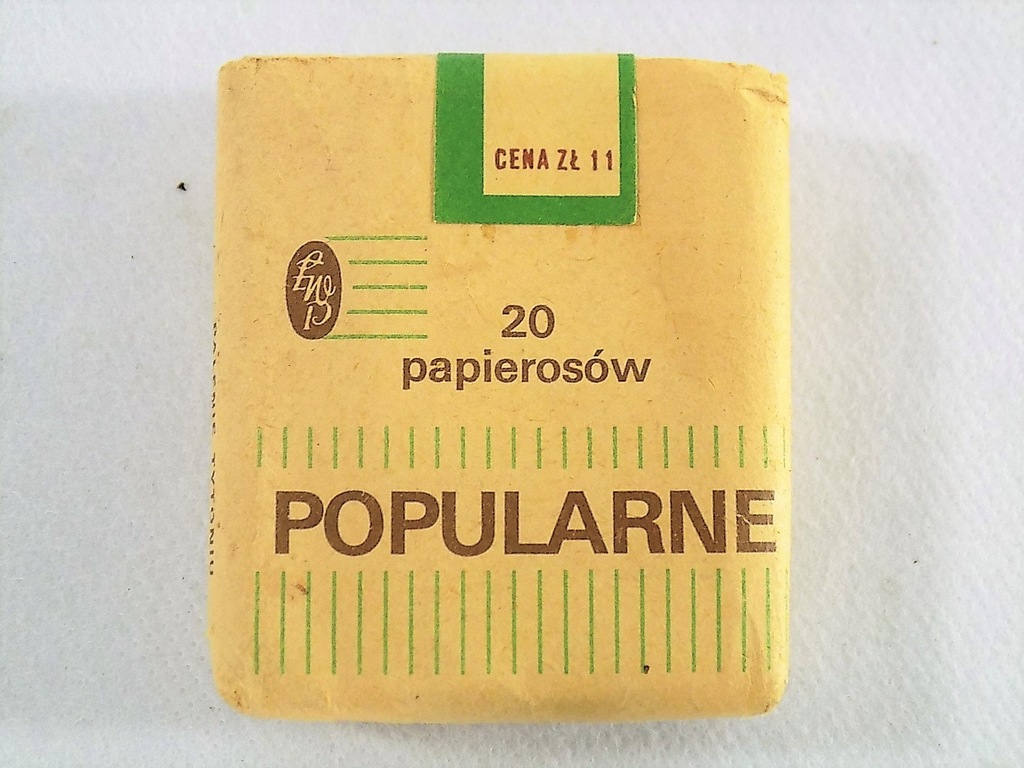 CENA ZŁ 11
20
papierosów
POPULARNE